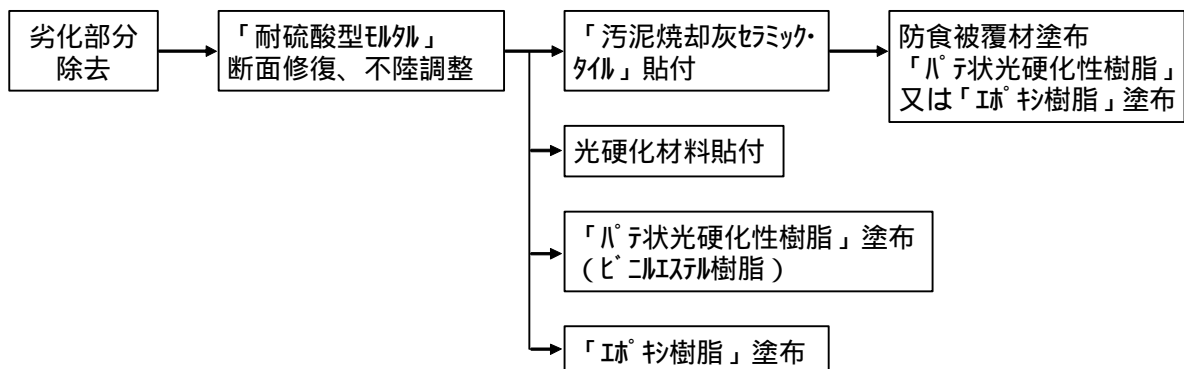 劣化部分
除去
「耐硫酸型ﾓﾙﾀﾙ」
断面修復、不陸調整
「汚泥焼却灰ｾﾗﾐｯｸ・
ﾀｲﾙ」貼付
防食被覆材塗布
「ﾊﾟﾃ状光硬化性樹脂」
又は「ｴﾎﾟｷｼ樹脂」塗布
光硬化材料貼付
「ﾊﾟﾃ状光硬化性樹脂」塗布
（ﾋﾞﾆﾙｴｽﾃﾙ樹脂）
「ｴﾎﾟｷｼ樹脂」塗布